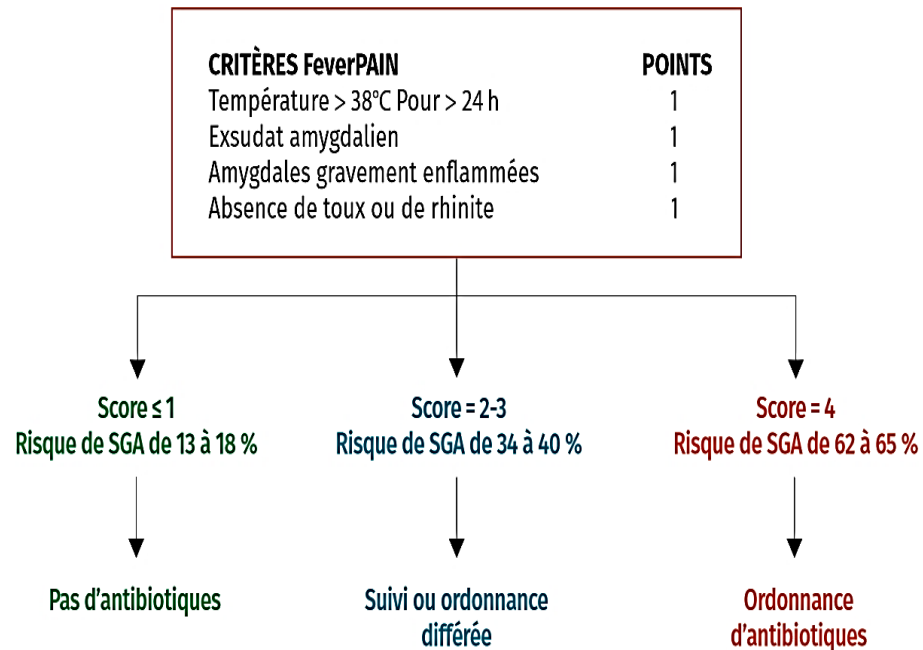 CRITÈRES FeverPAIN POINTS
Température > 38°C Pour > 24 h 1
Exsudat amygdalien 1
Amygdales gravement enflammées 1
Absence de toux ou de rhinite 1
Score ≤ 1
Risque de SGA de 13 à 18 %
Pas d’antibiotiques
Score = 2-3
Risque de SGA de 34 à 40 %
Suivi ou ordonnance
différée
Score = 4
Risque de SGA de 62 à 65 %
Ordonnance
d’antibiotiques